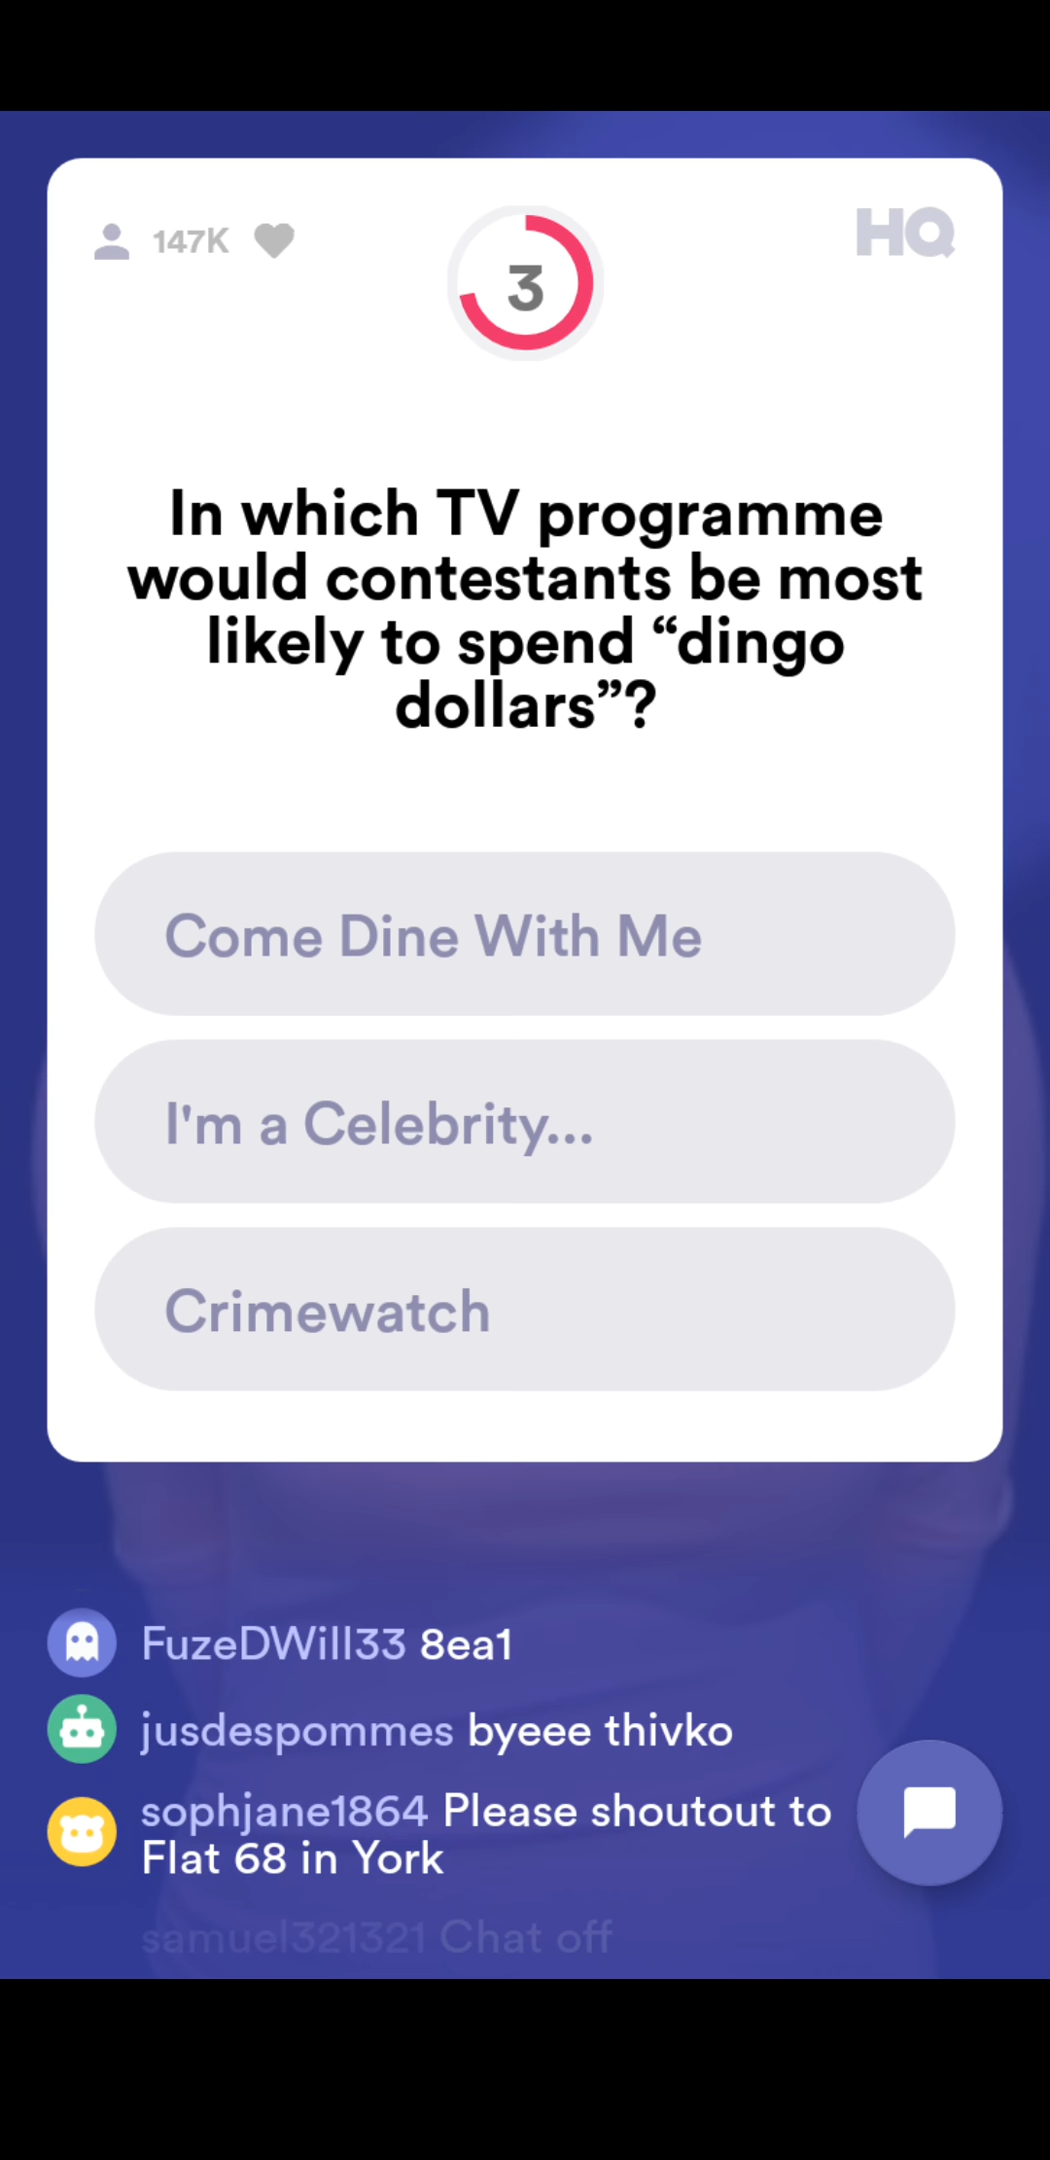 147K
HQ
3
In which TV programme
would contestants be most
likely to spend “dingo
dollars”?
Come Dine With Me
I'm a Celebrity...
Crimewatch
FuzeDWill33 8ea1
jusdespommes byeee thivko
sophjane1864 Please shoutout to
Flat 68 in York
samuel321321 Chat off